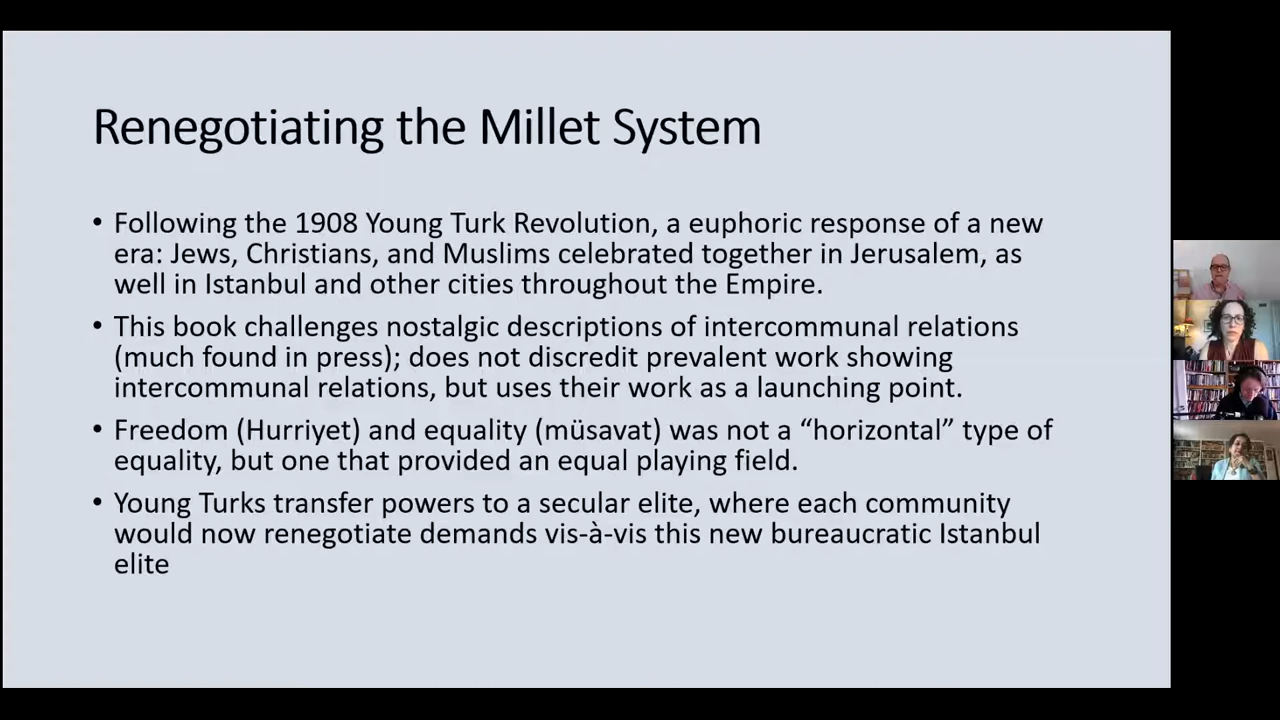 Renegotiating the Millet System
• Following the 1908 Young Turk Revolution, a euphoric response of a new
era: Jews, Christians, and Muslims celebrated together in Jerusalem, as
well in Istanbul and other cities throughout the Empire.
• This book challenges nostalgic descriptions of intercommunal relations
(much found in press); does not discredit prevalent work showing
intercommunal relations, but uses their work as a launching point.
• Freedom (Hurriyet) and equality (müsavat) was not a “horizontal” type of
equality, but one that provided an equal playing field.
• Young Turks transfer powers to a secular elite, where each community
would now renegotiate demands vis-à-vis this new bureaucratic Istanbul
elite